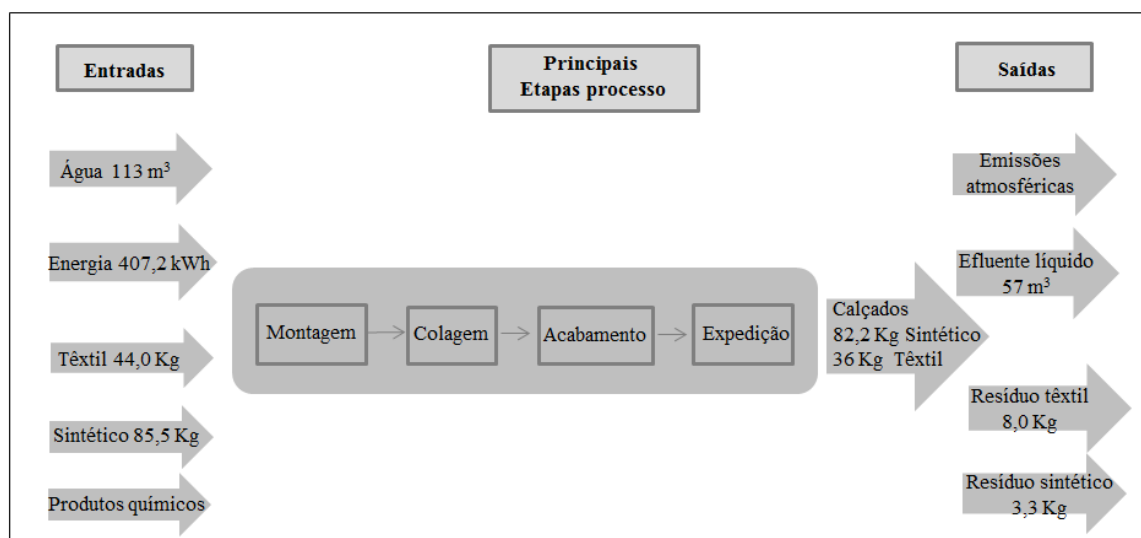 Entradas
Principais
Etapas processo
Saídas
Água 113 m³
Energia 407,2 kWh
Têxtil 44,0 Kg
Sintético 85,5 Kg
Produtos químicos
Montagem
Colagem
Acabamento
Expedição
Calçados
82,2 Kg Sintético
36 Kg Têxtil
Emissões
atmosféricas
Efluente líquido
57 m³
Resíduo têxtil
8,0 Kg
Resíduo sintético
3,3 Kg